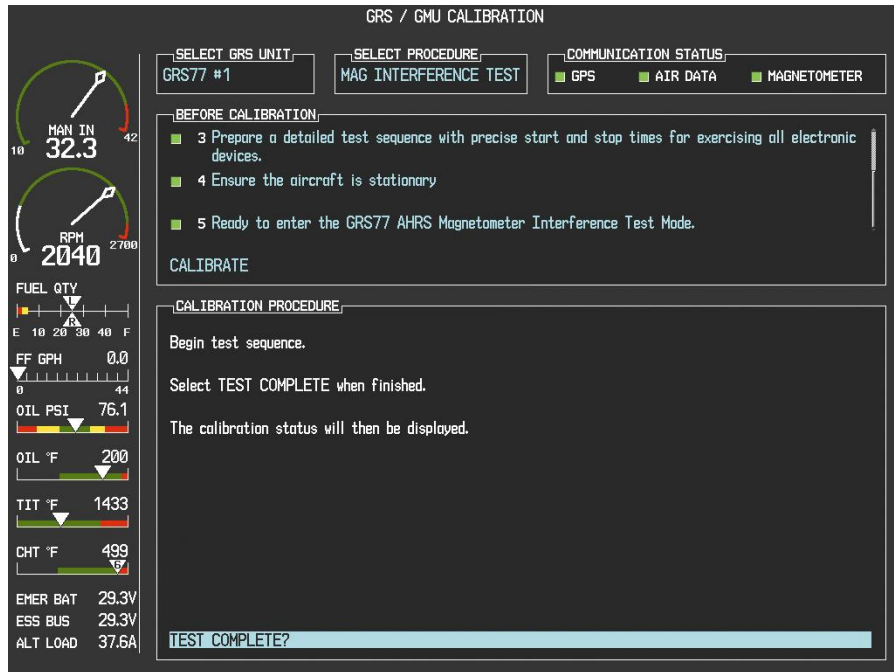 GRS / GMU CALIBRATION
SELECT GRS UNIT
GRS77 #1
SELECT PROCEDURE
MAG INTERFERENCE TEST
COMMUNICATION STATUS
GPS
AIR DATA
MAGNETOMETER
MAN IN
10
32.3
42
RPM
0
2040
2700
FUEL QTY
L
R
E 10 20 30 40 F
FF GPH 0.0
0 44
OIL PSI 76.1
OIL °F 200
TIT °F 1433
CHT °F 499
6
EMER BAT 29.3V
ESS BUS 29.3V
ALT LOAD 37.6A
BEFORE CALIBRATION
3 Prepare a detailed test sequence with precise start and stop times for exercising all electronic
devices.
4 Ensure the aircraft is stationary
5 Ready to enter the GRS77 AHRS Magnetometer Interference Test Mode.
CALIBRATE
CALIBRATION PROCEDURE
Begin test sequence.
Select TEST COMPLETE when finished.
The calibration status will then be displayed.
TEST COMPLETE?